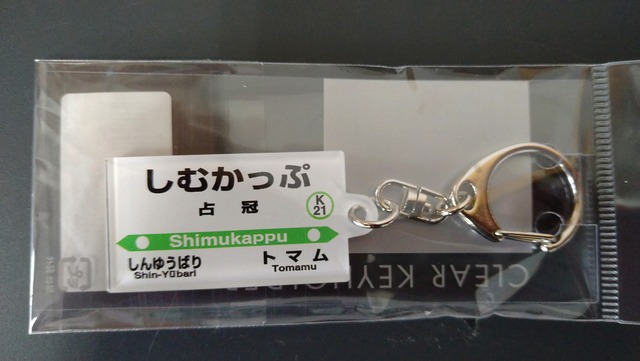 しむかっぷ
占冠
K
21
Shimukappu
しんゆうばり
Shin-Yūbari
トマム
Tomamu
CLEAR KEYHOLDER